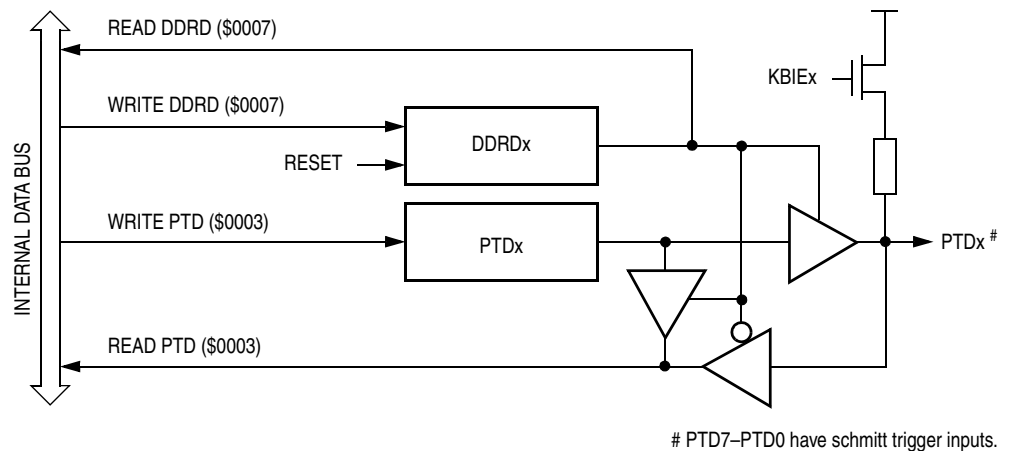 READ DDRD ($0007)
KBIEx
WRITE DDRD ($0007)
DDRDx
RESET
INTERNAL DATA BUS
WRITE PTD ($0003)
PTDx
PTDx #
READ PTD ($0003)
# PTD7–PTD0 have schmitt trigger inputs.